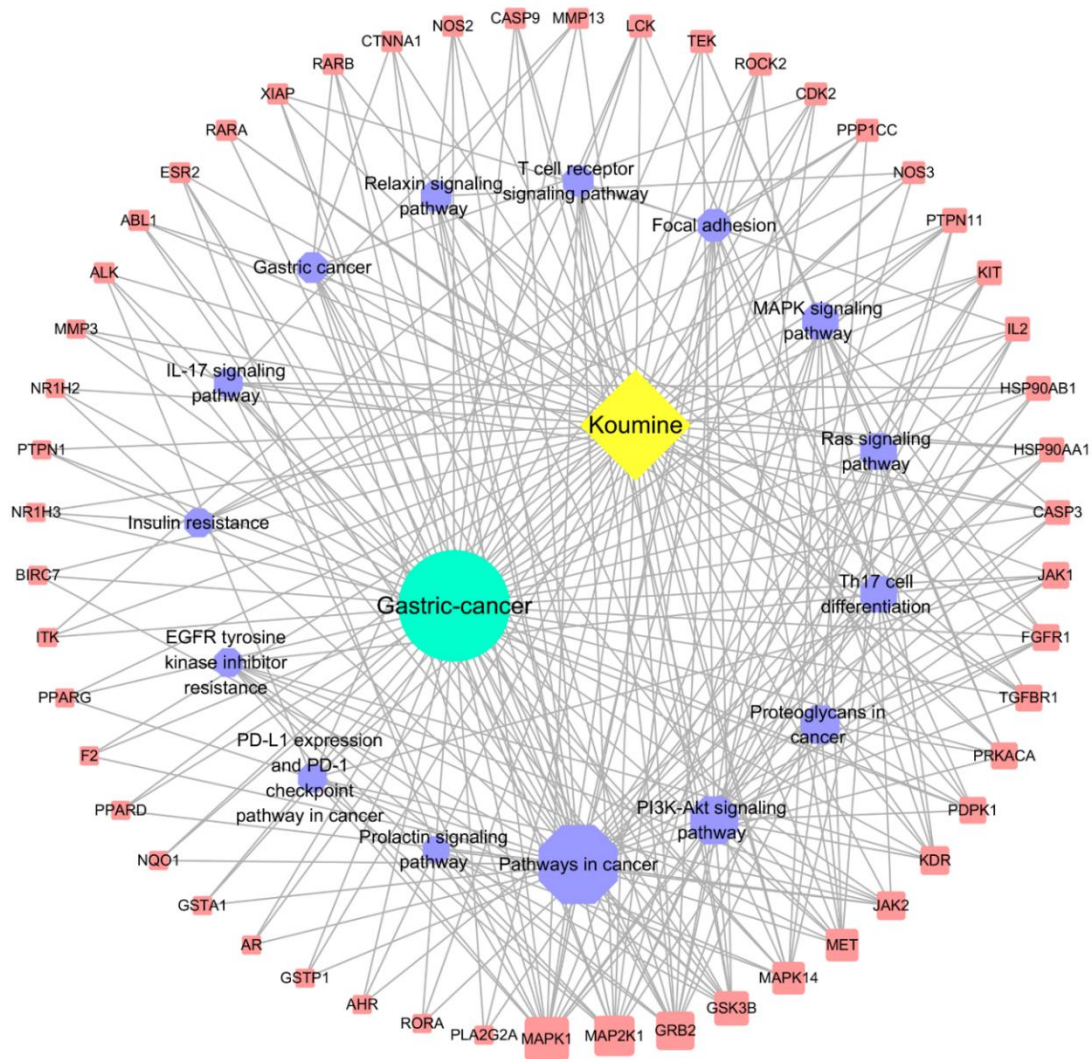 NOS2
CASP9
MMP13
LCK
CTNNA1
TEK
RARB
ROCK2
XIAP
CDK2
RARA
PPP1CC
ESR2
NOS3
ABL1
PTPN11
ALK
KIT
MMP3
IL2
NR1H2
HSP90AB1
PTPN1
HSP90AA1
NR1H3
CASP3
BIRC7
JAK1
ITK
FGFR1
PPARG
TGFBR1
F2
PRKACA
PPARD
PDPK1
NQO1
KDR
GSTA1
JAK2
AR
MET
GSTP1
MAPK14
AHR
GSK3B
RORA
GRB2
PLA2G2A
MAPK1
MAP2K1
T cell receptor
signaling pathway
Relaxin signaling
pathway
Focal adhesion
Gastric cancer
MAPK signaling
pathway
IL-17 signaling
pathway
Koumine
Ras signaling
pathway
Insulin resistance
Gastric-cancer
Th17 cell
differentiation
EGFR tyrosine
kinase inhibitor
resistance
Proteoglycans in
cancer
PD-L1 expression
and PD-1
checkpoint
pathway in cancer
PI3K-Akt signaling
pathway
Prolactin signaling
pathway
Pathways in cancer